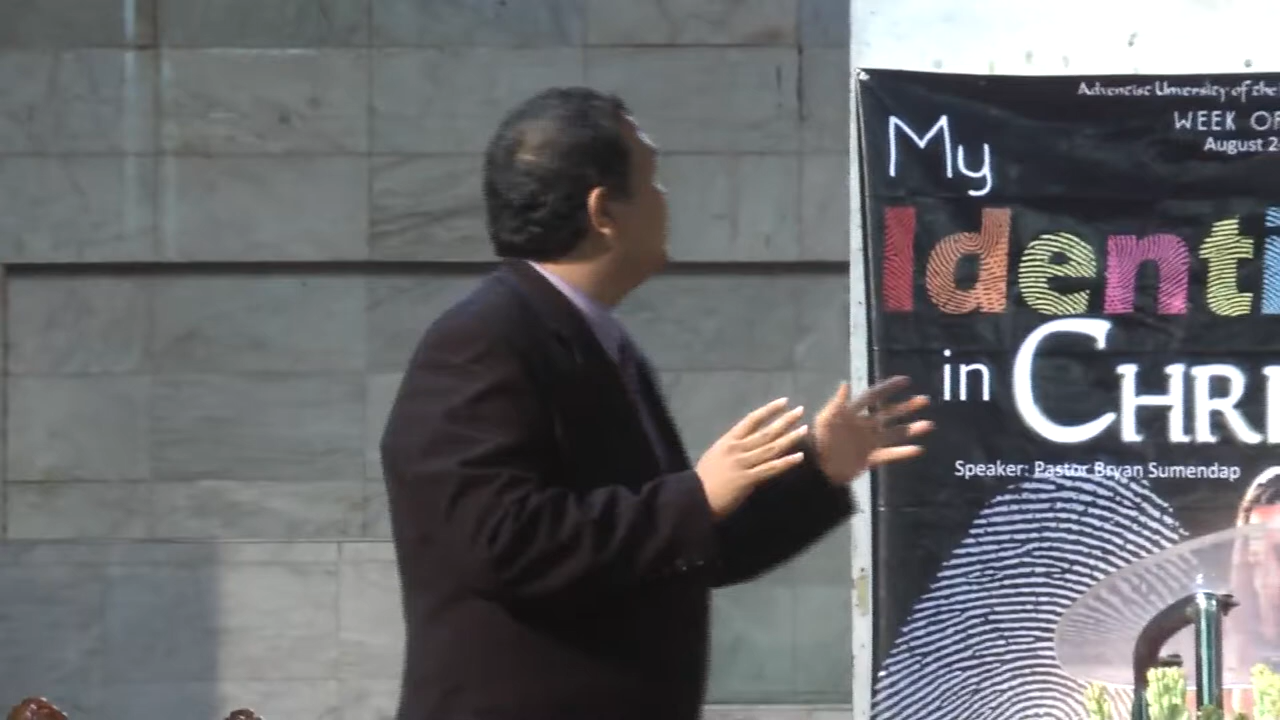 Adventist University of the
WEEK OF
August 2
My
Identi
in CHRI
Speaker: Pastor Bryan Sumendap